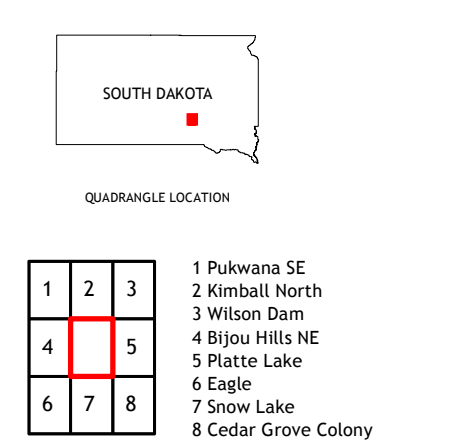 SOUTH DAKOTA
QUADRANGLE LOCATION
1 2 3
4 5
6 7 8
1 Pukwana SE
2 Kimball North
3 Wilson Dam
4 Bijou Hills NE
5 Platte Lake
6 Eagle
7 Snow Lake
8 Cedar Grove Colony